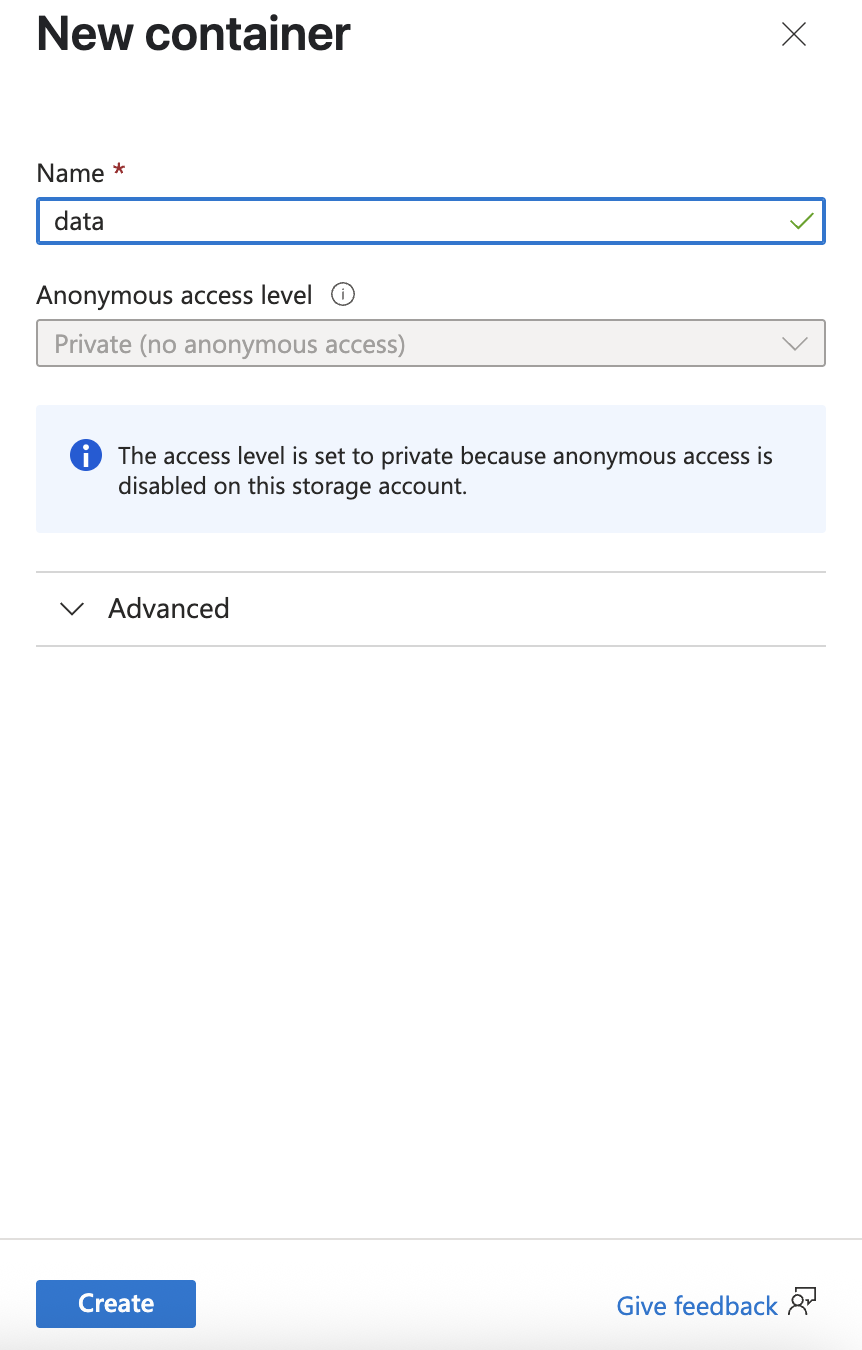 New container
Name *
data
Anonymous access level
Private (no anonymous access)
The access level is set to private because anonymous access is
disabled on this storage account.
Advanced
Create
Give feedback